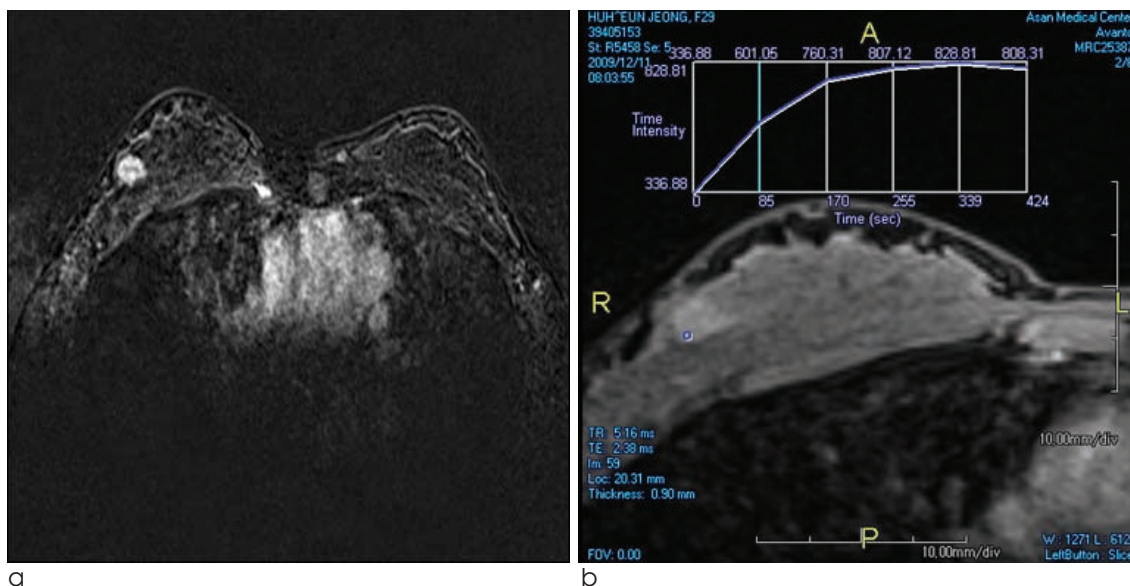 HUH^EUN JEONG, F29
39405153
St: R5458 Se: 5
2009/12/11
08:03:55
A
Asan Medical Cente
Avanto
MRC2538
2/8
336.88 601.05 760.31 807.12 828.81 808.31
828.81
Time
Intensity
336.88
0 85 170 255 339 424
Time (sec)
R
L
TR: 5.16 ms
TE: 2.38 ms
Im: 59
Loc: 20.31 mm
Thickness: 0.90 mm
10,00mm/div
P
FOV: 0.00
10,00mm/div
W: 1271 L: 612
LeftButton: Slice
a
b